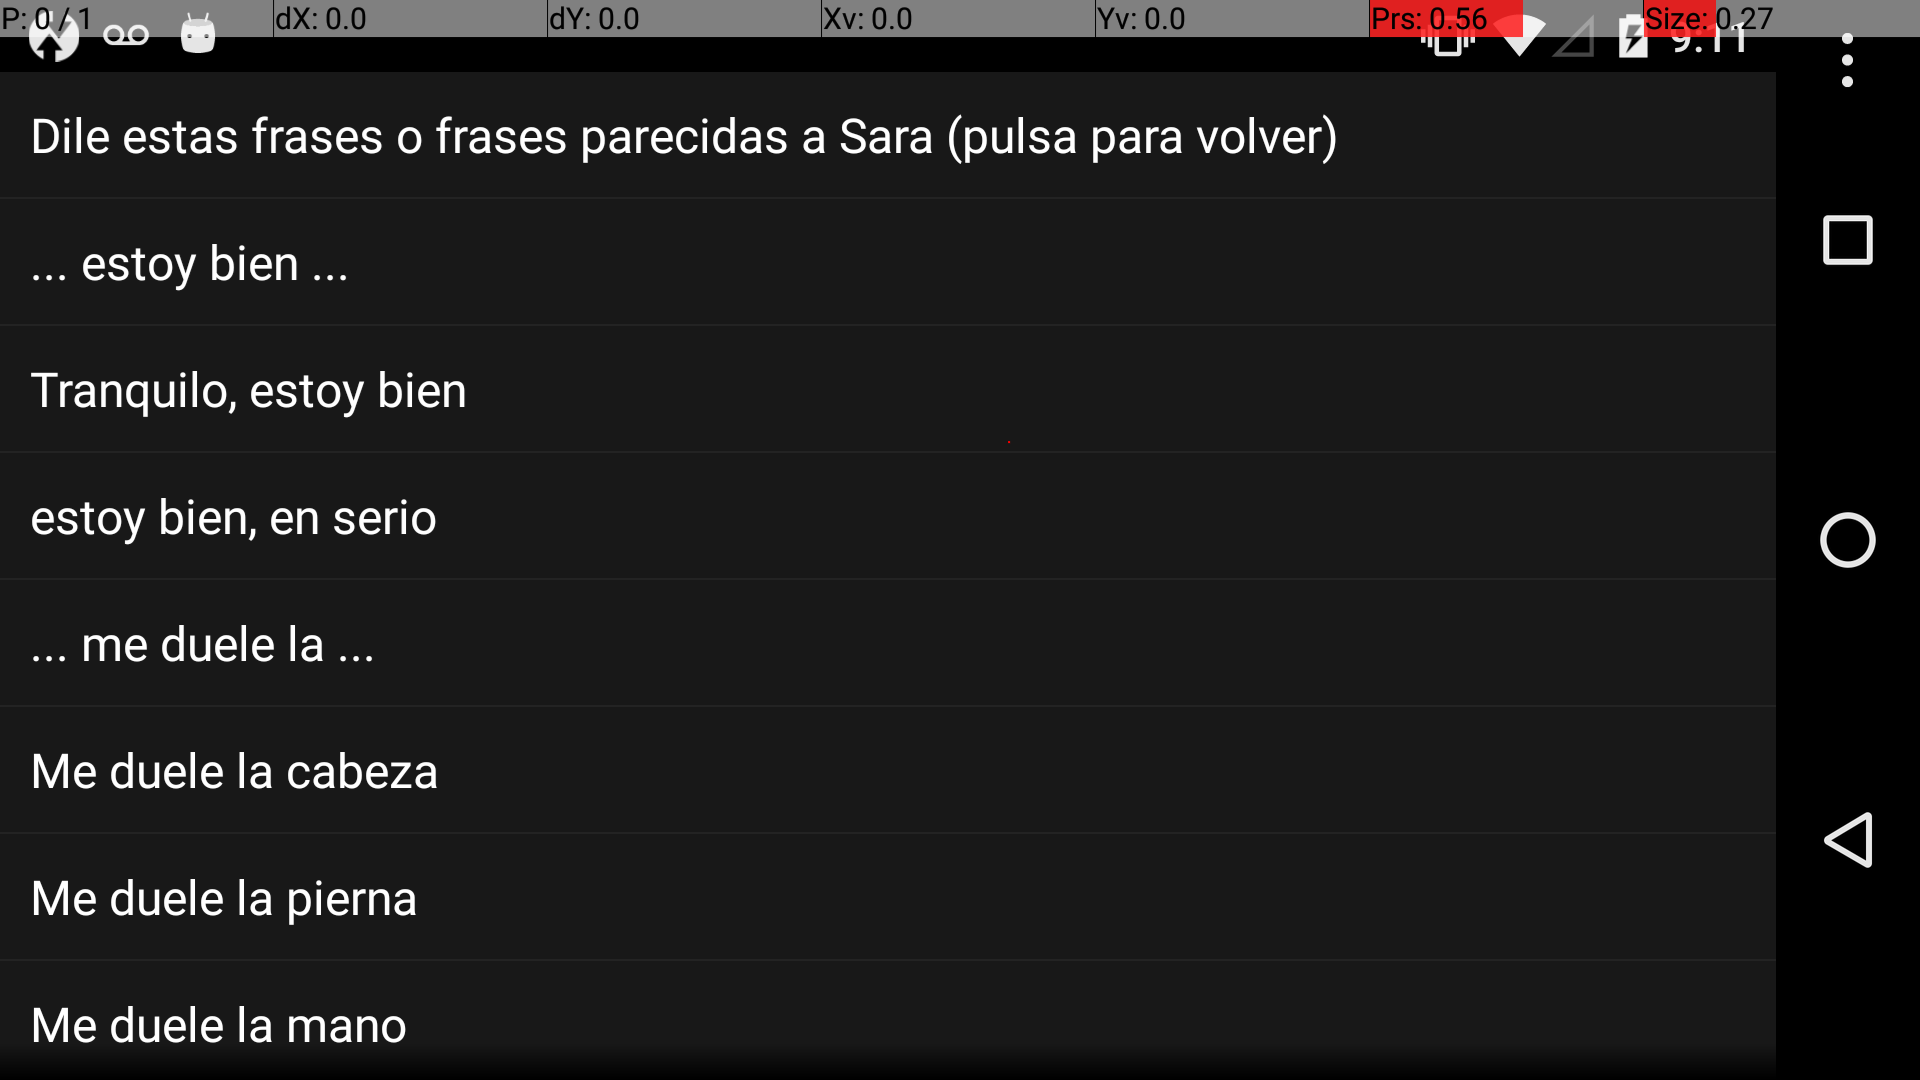 P: 0 / 1 dX: 0.0 dY: 0.0 Xv: 0.0 Yv: 0.0 Prs: 0.56 Size: 0.27
9:11
Dile estas frases o frases parecidas a Sara (pulsa para volver)
... estoy bien ...
Tranquilo, estoy bien
estoy bien, en serio
... me duele la ...
Me duele la cabeza
Me duele la pierna
Me duele la mano